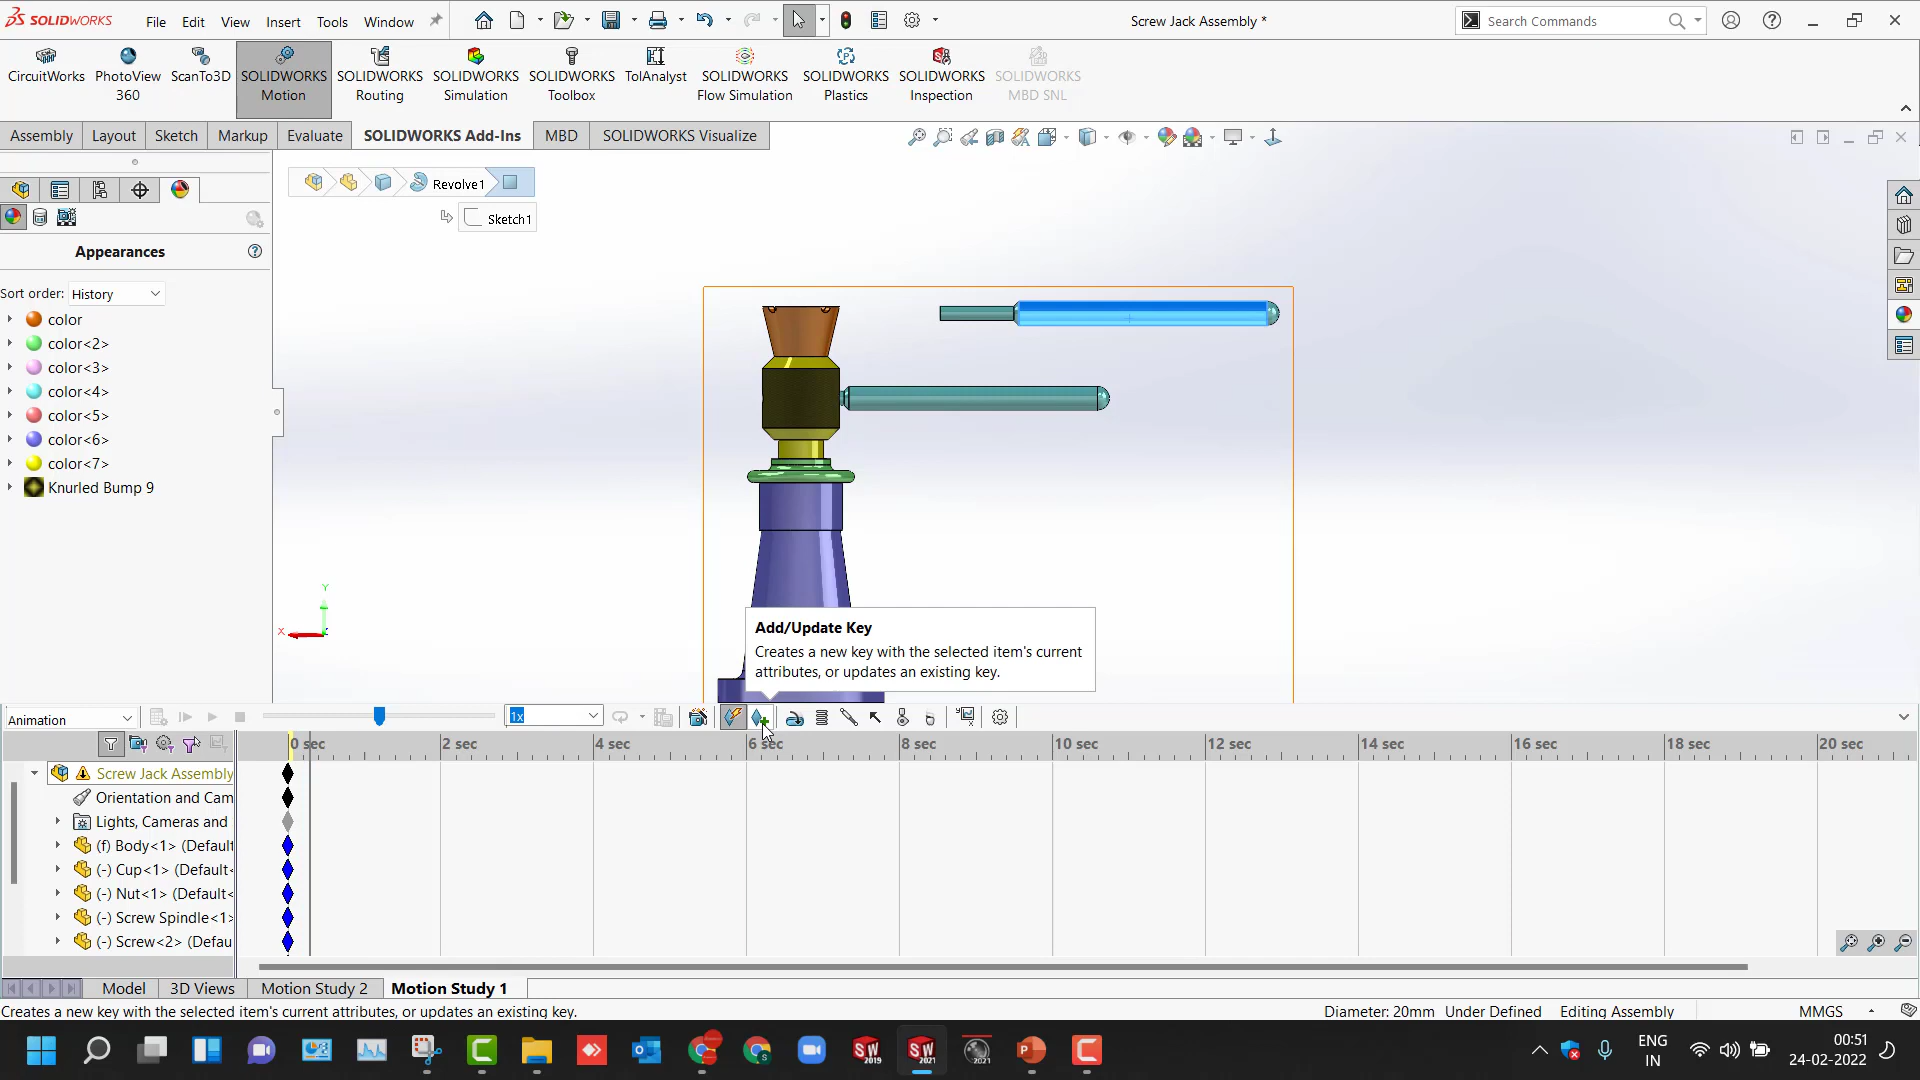 SOLIDWORKS File Edit View Insert Tools Window Screw Jack Assembly * Search Commands
CircuitWorks
PhotoView 360
ScanTo3D
SOLIDWORKS Motion
SOLIDWORKS Routing
SOLIDWORKS Simulation
SOLIDWORKS Toolbox
TolAnalyst
SOLIDWORKS Flow Simulation
SOLIDWORKS Plastics
SOLIDWORKS Inspection
SOLIDWORKS MBD SNL
Assembly Layout Sketch Markup Evaluate SOLIDWORKS Add-Ins MBD SOLIDWORKS Visualize
Revolve1
Sketch1
Appearances
Sort order: History
color
color<2>
color<3>
color<4>
color<5>
color<6>
color<7>
Knurled Bump 9
Y
X
Add/Update Key
Creates a new key with the selected item's current
attributes, or updates an existing key.
Animation 1x
0 sec 2 sec 4 sec 6 sec 8 sec 10 sec 12 sec 14 sec 16 sec 18 sec 20 sec
Screw Jack Assembly
Orientation and Cam
Lights, Cameras and
(f) Body<1> (Default
(-) Cup<1> (Default<
(-) Nut<1> (Default<
(-) Screw Spindle<1>
(-) Screw<2> (Defau
Model 3D Views Motion Study 2 Motion Study 1
Creates a new key with the selected item's current attributes, or updates an existing key. Diameter: 20mm Under Defined Editing Assembly MMGS
SW 2019 SW 2021 2021
ENG
IN
00:51
24-02-2022